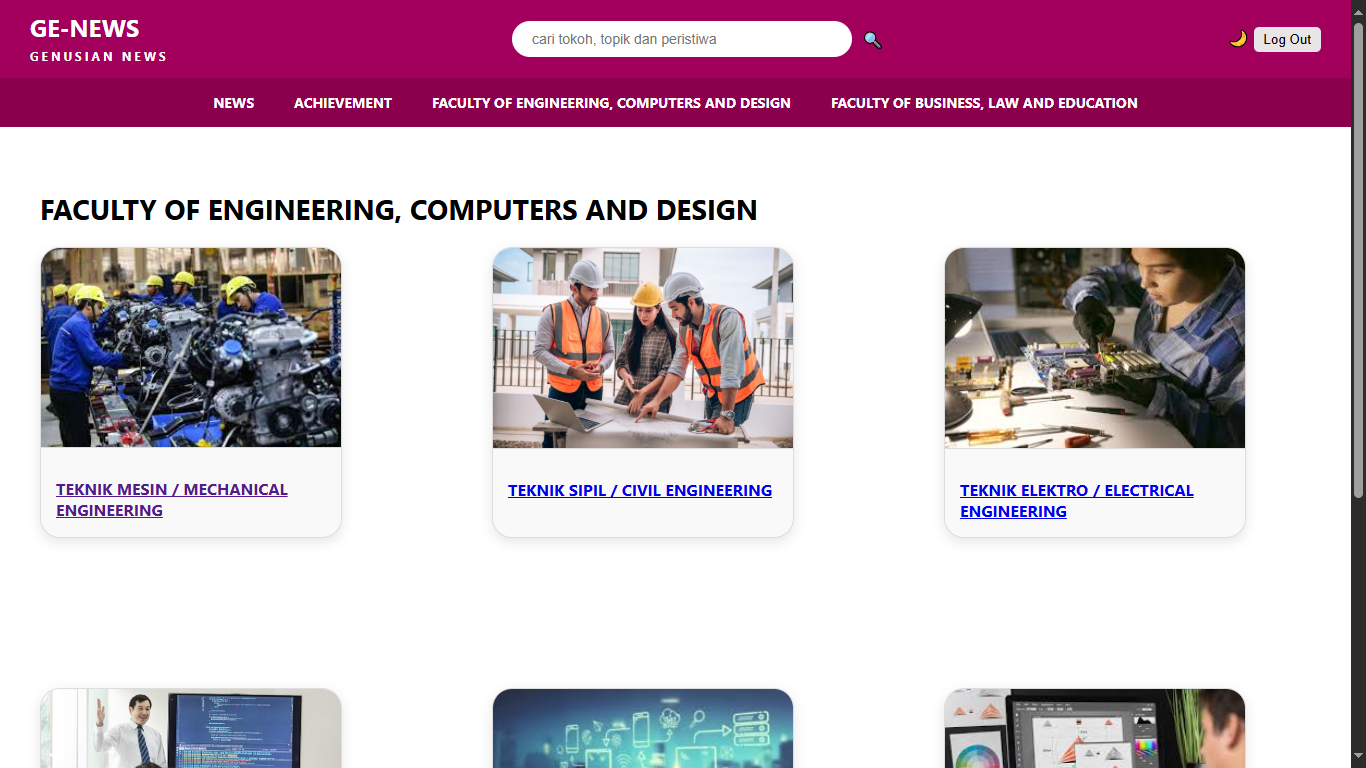 GE-NEWS
GENUSIAN NEWS
cari tokoh, topik dan peristiwa
Log Out
NEWS ACHIEVEMENT FACULTY OF ENGINEERING, COMPUTERS AND DESIGN FACULTY OF BUSINESS, LAW AND EDUCATION
FACULTY OF ENGINEERING, COMPUTERS AND DESIGN
TEKNIK MESIN / MECHANICAL
ENGINEERING
TEKNIK SIPIL / CIVIL ENGINEERING
TEKNIK ELEKTRO / ELECTRICAL
ENGINEERING